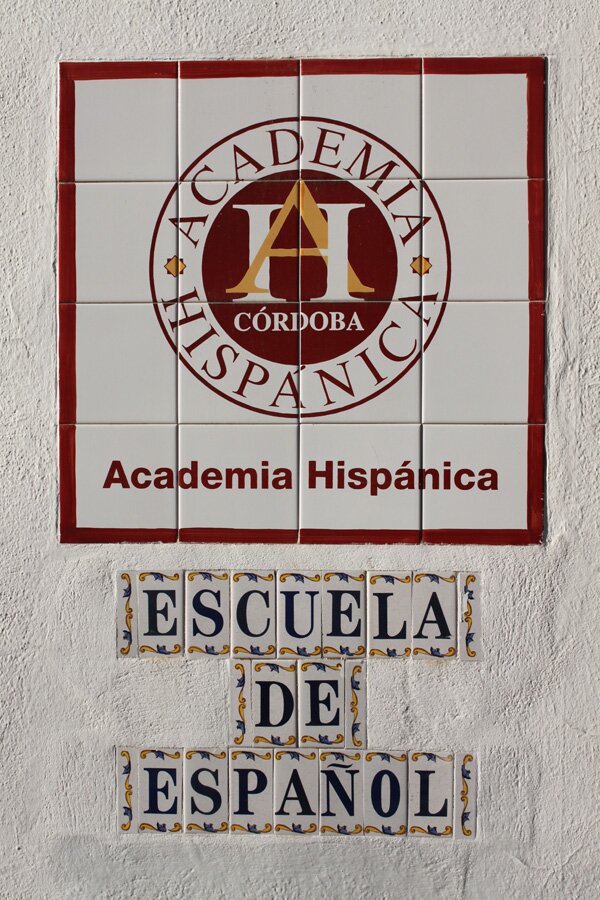 ACADEMIA
AH
CÓRDOBA
HISPÁNICA
Academia Hispánica
ESCUELA
DE
ESPAÑOL